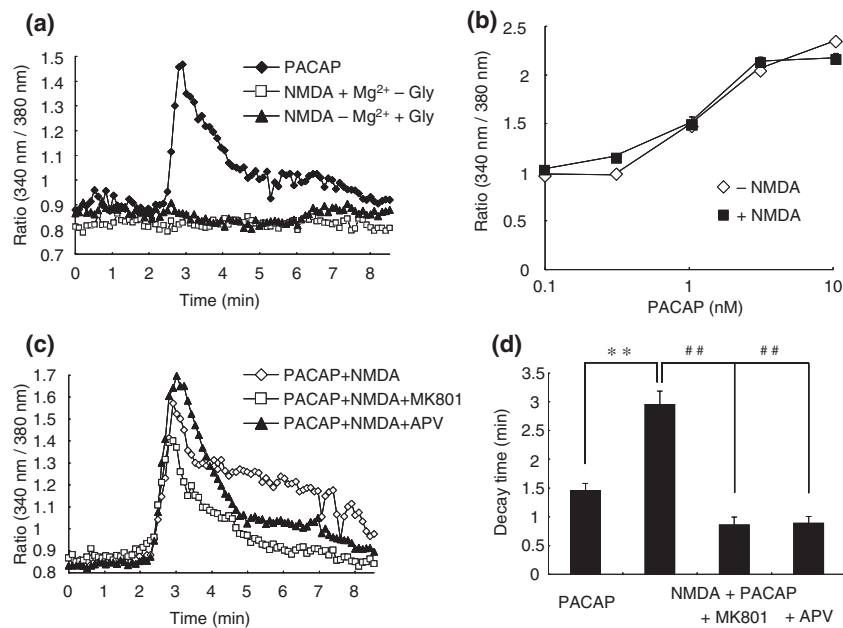 (a)
Ratio (340 nm / 380 nm)
1.5
1.4
1.3
1.2
1.1
1
0.9
0.8
0.7
0 1 2 3 4 5 6 7 8
Time (min)
PACAP
NMDA + Mg²⁺ − Gly
NMDA − Mg²⁺ + Gly
(b)
Ratio (340 nm / 380 nm)
2.5
2
1.5
1
0.5
0
0.1 1 10
PACAP (nM)
− NMDA
+ NMDA
(c)
Ratio (340 nm / 380 nm)
1.7
1.6
1.5
1.4
1.3
1.2
1.1
1.0
0.9
0.8
0 1 2 3 4 5 6 7 8
Time (min)
PACAP+NMDA
PACAP+NMDA+MK801
PACAP+NMDA+APV
(d)
** ## ##
Decay time (min)
3.5
3
2.5
2
1.5
1
0.5
0
PACAP NMDA + PACAP
+ MK801 + APV